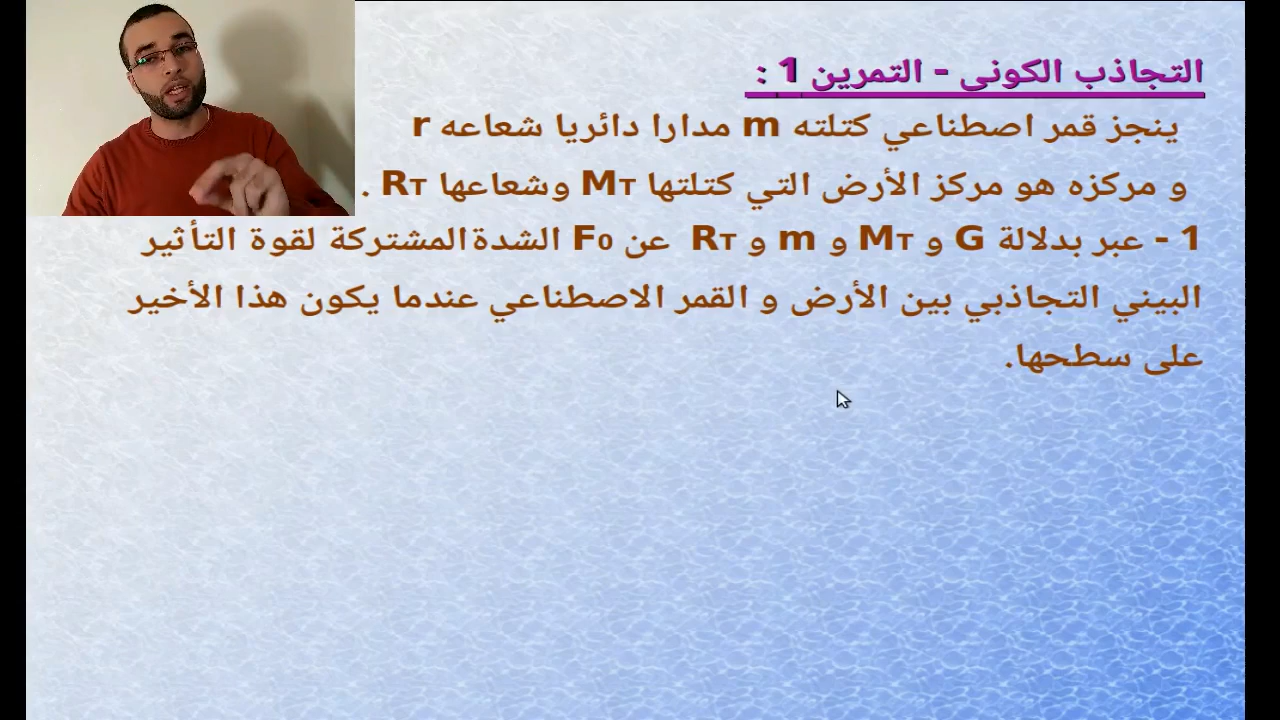 التجاذب الكوني - التمرين 1 :
ينجز قمر اصطناعي كتلته m مدارا دائريا شعاعه r
و مركزه هو مركز الأرض التي كتلتها MT وشعاعها RT .
1 - عبر بدلالة G و MT و m و RT عن F0 الشدة المشتركة لقوة التأثير
البيني التجاذبي بين الأرض و القمر الاصطناعي عندما يكون هذا الأخير
على سطحها.